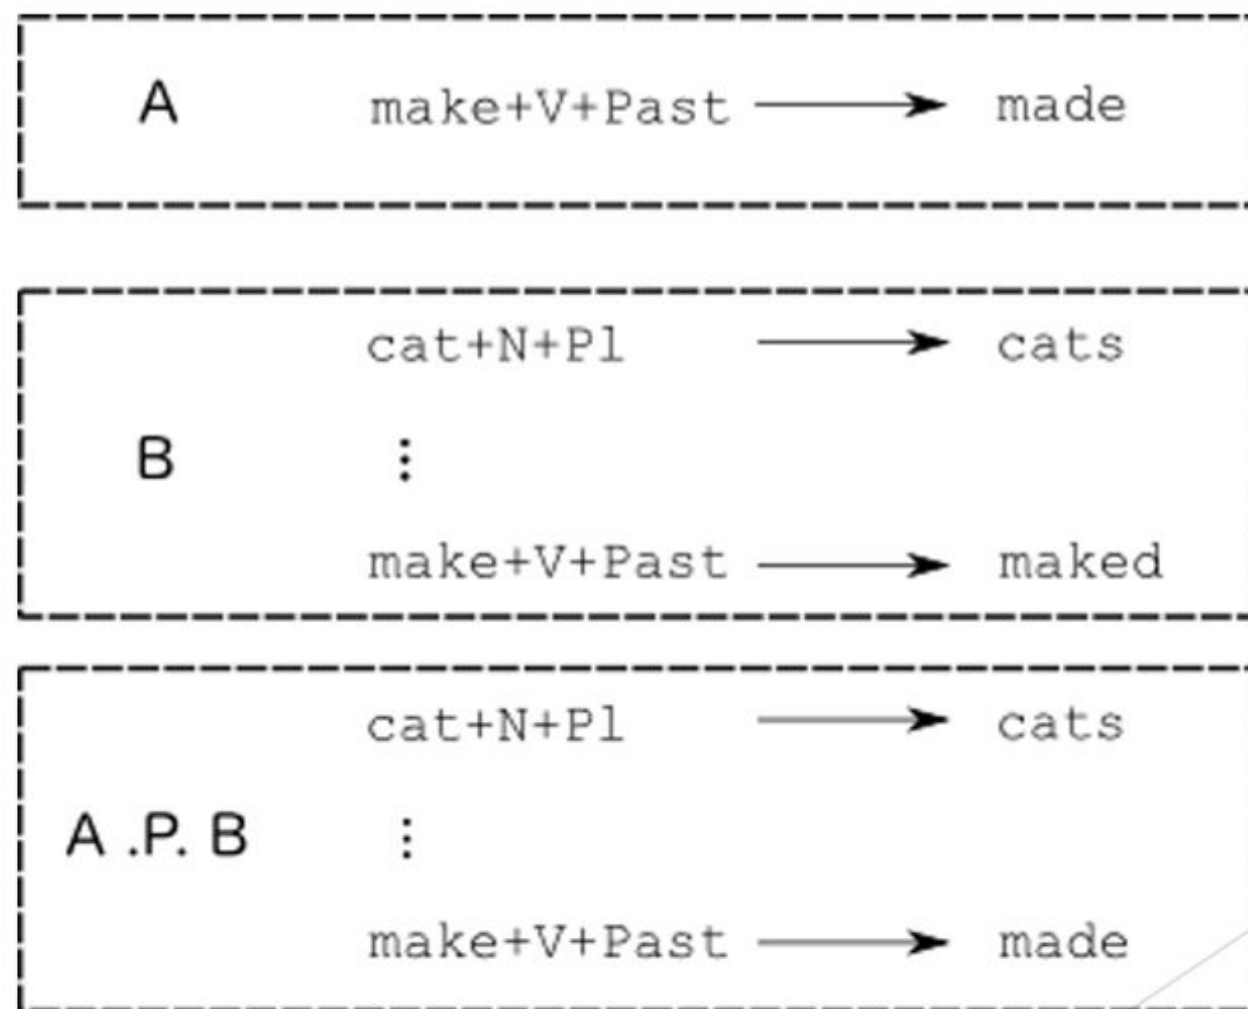 A make+V+Past made
cat+N+Pl cats
B
make+V+Past maked
cat+N+Pl cats
A .P. B
make+V+Past made